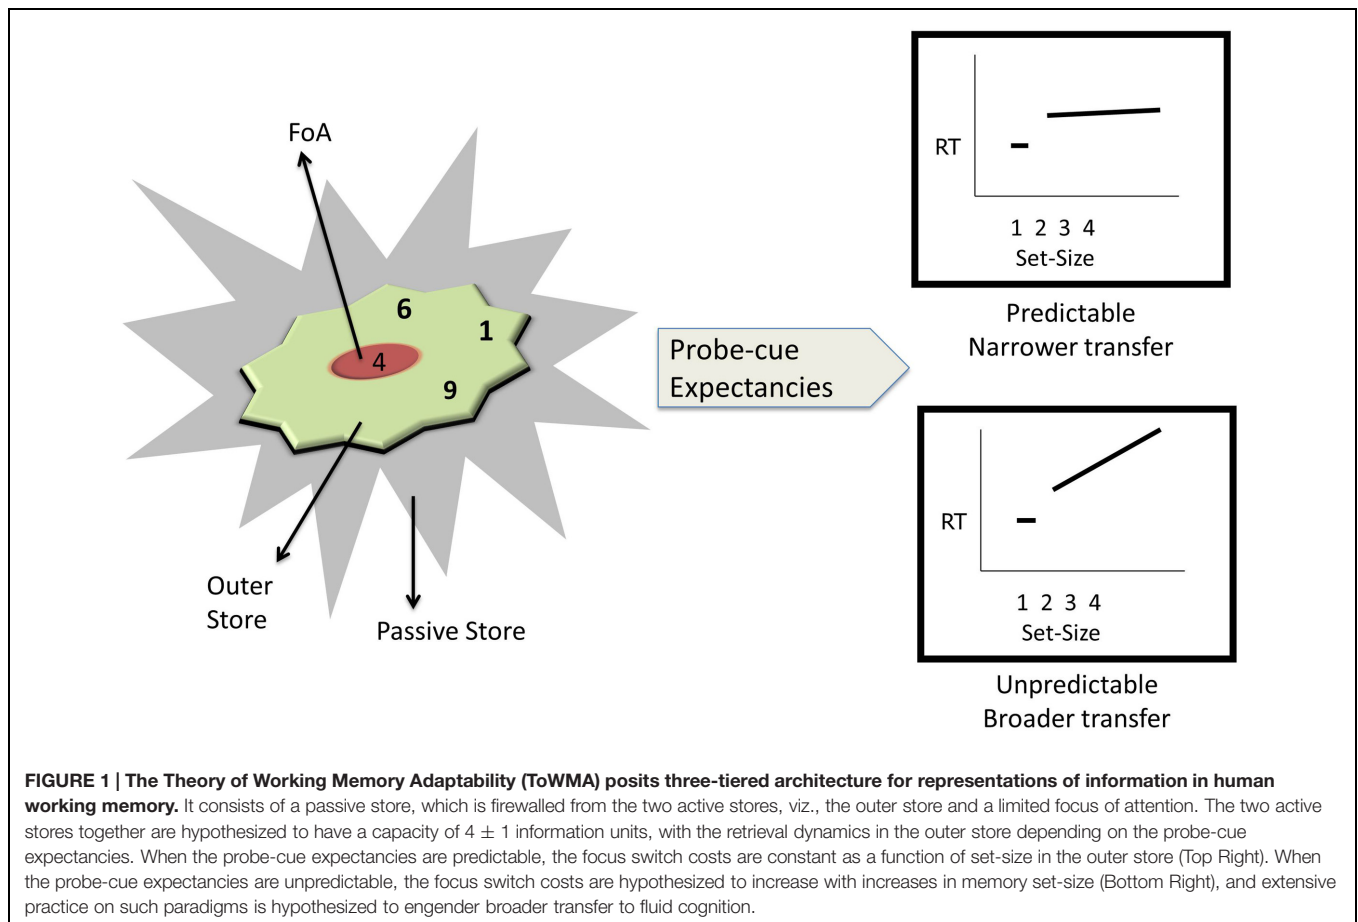 FoA
6
1
4
9
Outer
Store
Passive Store
Probe-cue
Expectancies
RT
1 2 3 4
Set-Size
Predictable
Narrower transfer
RT
1 2 3 4
Set-Size
Unpredictable
Broader transfer
FIGURE 1 | The Theory of Working Memory Adaptability (ToWMA) posits three-tiered architecture for representations of information in human
working memory. It consists of a passive store, which is firewalled from the two active stores, viz., the outer store and a limited focus of attention. The two active
stores together are hypothesized to have a capacity of 4 ± 1 information units, with the retrieval dynamics in the outer store depending on the probe-cue
expectancies. When the probe-cue expectancies are predictable, the focus switch costs are constant as a function of set-size in the outer store (Top Right). When
the probe-cue expectancies are unpredictable, the focus switch costs are hypothesized to increase with increases in memory set-size (Bottom Right), and extensive
practice on such paradigms is hypothesized to engender broader transfer to fluid cognition.